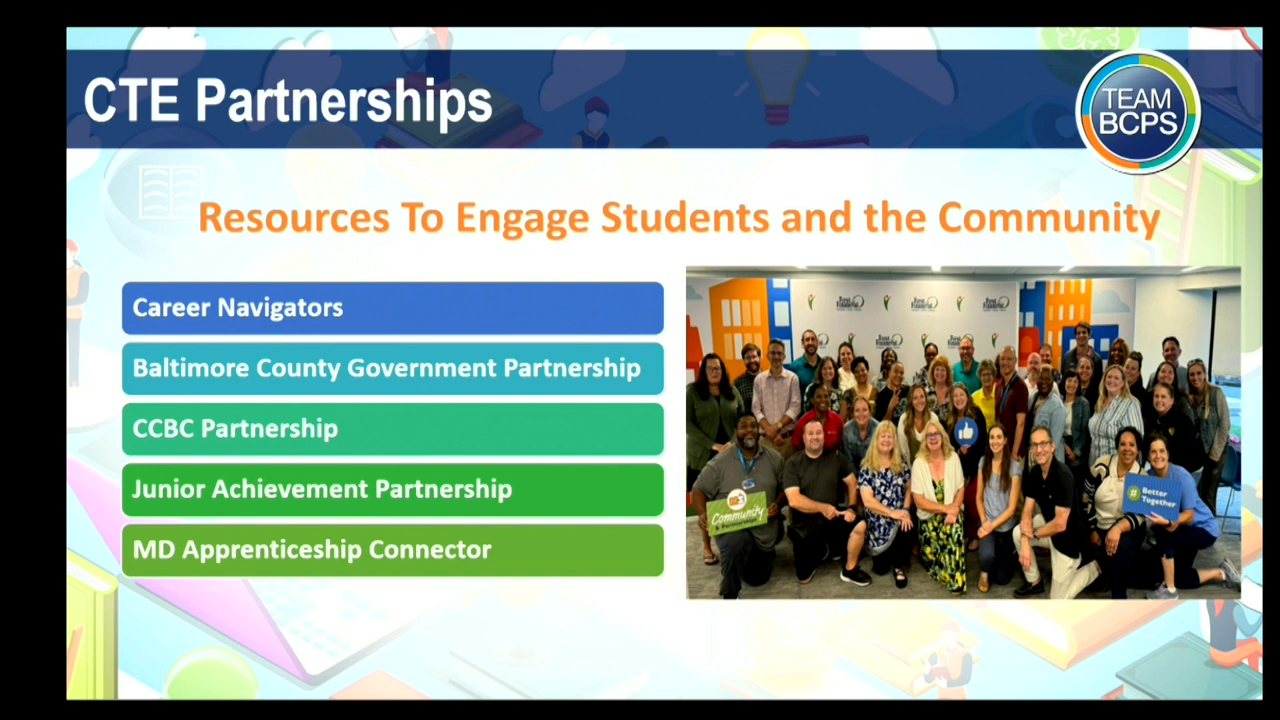 CTE Partnerships
TEAM
BCPS
Resources To Engage Students and the Community
Career Navigators
Baltimore County Government Partnership
CCBC Partnership
Junior Achievement Partnership
MD Apprenticeship Connector
Community
& Partnerships
# Better
Together